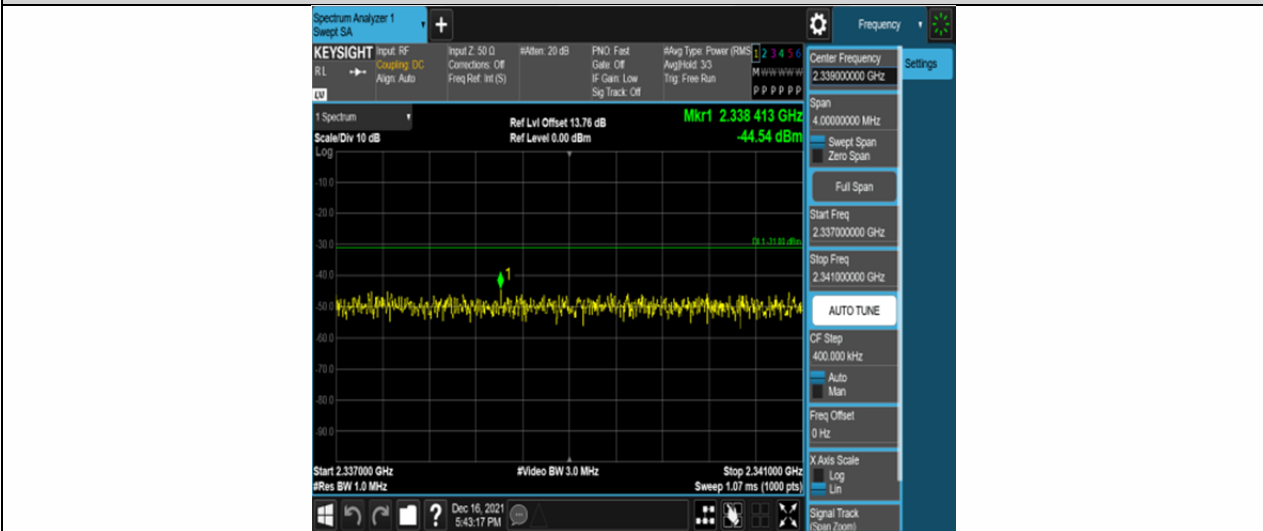 Spectrum Analyzer 1
Swept SA
+
Frequency
KEYSIGHT
RL
LXI
Input: RF
Coupling: DC
Align: Auto
Input Z: 50 Ω
Corrections: Off
Freq Ref: Int (S)
#Atten: 20 dB
PNO: Fast
Gate: Off
IF Gain: Low
Sig Track: Off
#Avg Type: Power (RMS
Avg|Hold: 3/3
Trig: Free Run
1 2 3 4 5 6
M W W W W W
P P P P P P
1 Spectrum
Scale/Div 10 dB
Log
Ref Lvl Offset 13.76 dB
Ref Level 0.00 dBm
Mkr1 2.338 413 GHz
-44.54 dBm
-10.0
-20.0
-30.0
DL1 -31.00 dBm
-40.0
1
-50.0
-60.0
-70.0
-80.0
-90.0
Start 2.337000 GHz
#Res BW 1.0 MHz
#Video BW 3.0 MHz
Stop 2.341000 GHz
Sweep 1.07 ms (1000 pts)
?
Dec 16, 2021
5:43:17 PM
Center Frequency
2.339000000 GHz
Settings
Span
4.00000000 MHz
Swept Span
Zero Span
Full Span
Start Freq
2.337000000 GHz
Stop Freq
2.341000000 GHz
AUTO TUNE
CF Step
400.000 kHz
Auto
Man
Freq Offset
0 Hz
X Axis Scale
Log
Lin
Signal Track
(Span Zoom)